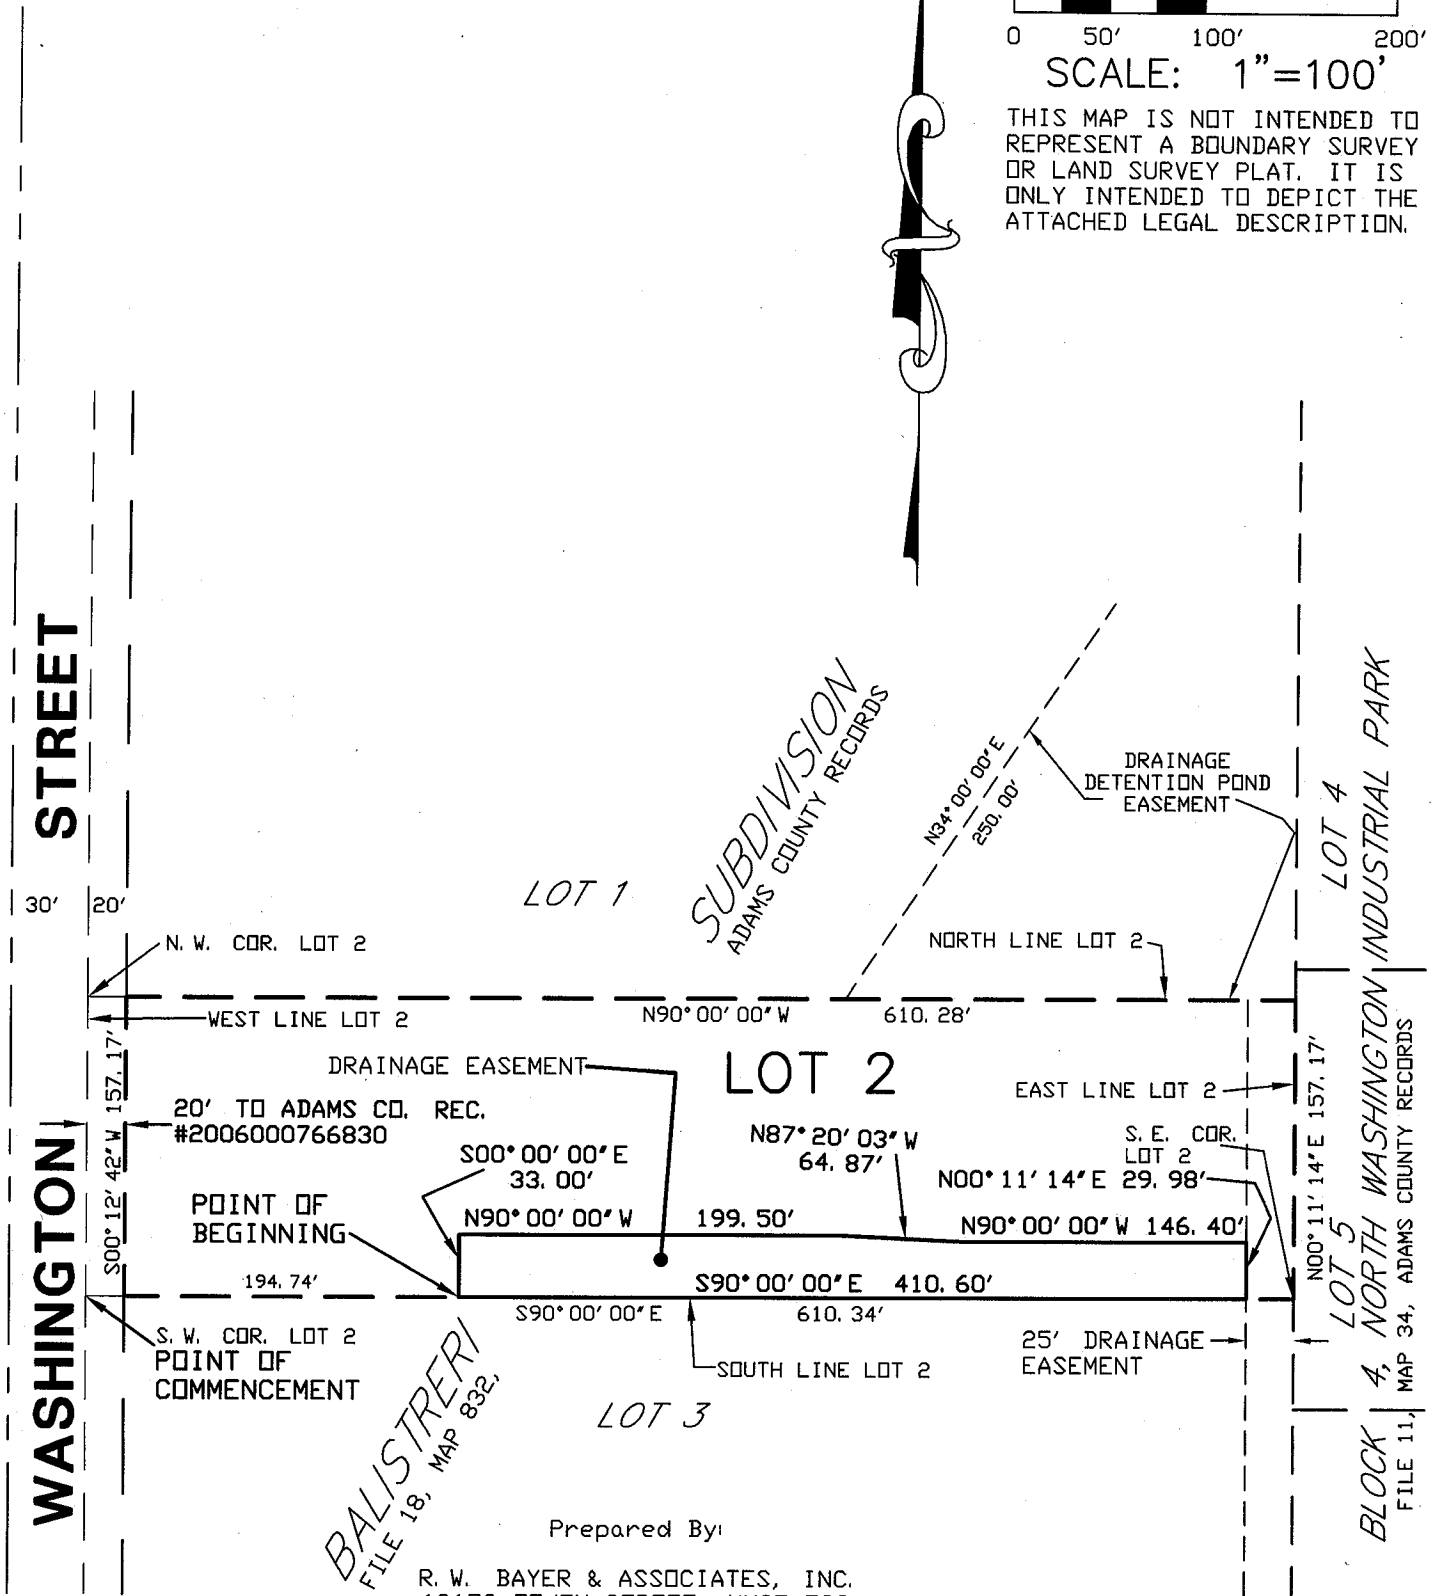 0 50' 100' 200'
SCALE: 1"=100'
THIS MAP IS NOT INTENDED TO
REPRESENT A BOUNDARY SURVEY
OR LAND SURVEY PLAT. IT IS
ONLY INTENDED TO DEPICT THE
ATTACHED LEGAL DESCRIPTION.
WASHINGTON STREET
30' 20'
LOT 1
SUBDIVISION
ADAMS COUNTY RECORDS
N34°00'00"E
250.00'
DRAINAGE
DETENTION POND
EASEMENT
LOT 4
N. W. COR. LOT 2
NORTH LINE LOT 2
WEST LINE LOT 2
N90°00'00"W 610.28'
S00°12'42"W 157.17'
DRAINAGE EASEMENT
LOT 2
EAST LINE LOT 2
N00°11'14"E 157.17'
20' TO ADAMS CO. REC.
#2006000766830
S00°00'00"E
33.00'
N87°20'03"W
64.87'
S. E. COR.
LOT 2
N00°11'14"E 29.98'
POINT OF
BEGINNING
N90°00'00"W 199.50'
N90°00'00"W 146.40'
194.74'
S90°00'00"E 410.60'
S90°00'00"E 610.34'
S. W. COR. LOT 2
POINT OF
COMMENCEMENT
SOUTH LINE LOT 2
25' DRAINAGE
EASEMENT
LOT 5
BLOCK 4, NORTH WASHINGTON INDUSTRIAL PARK
FILE 11, MAP 34, ADAMS COUNTY RECORDS
LOT 3
BALISTRERI
FILE 18, MAP 832,
Prepared By:
R. W. BAYER & ASSOCIATES, INC.